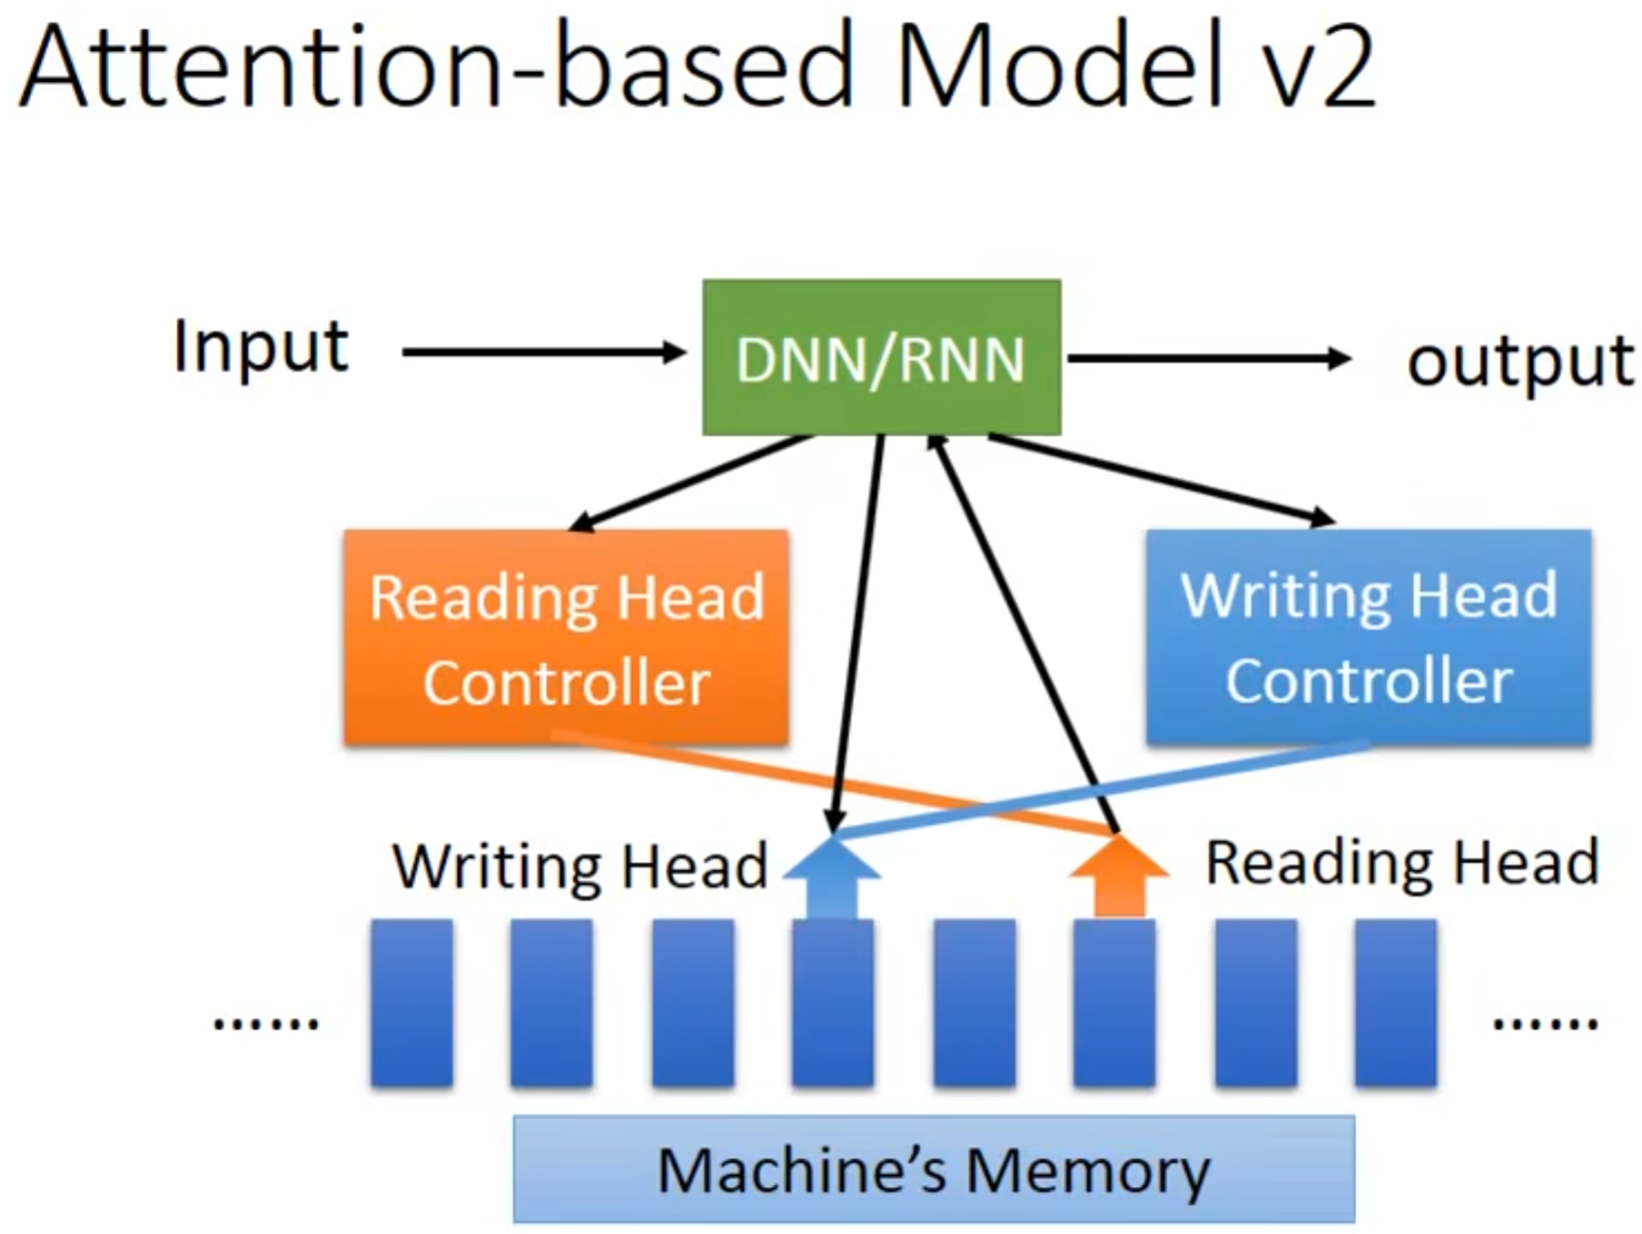 Attention-based Model v2
Input
DNN/RNN
output
Reading Head
Controller
Writing Head
Controller
Writing Head
Reading Head
......
......
Machine’s Memory